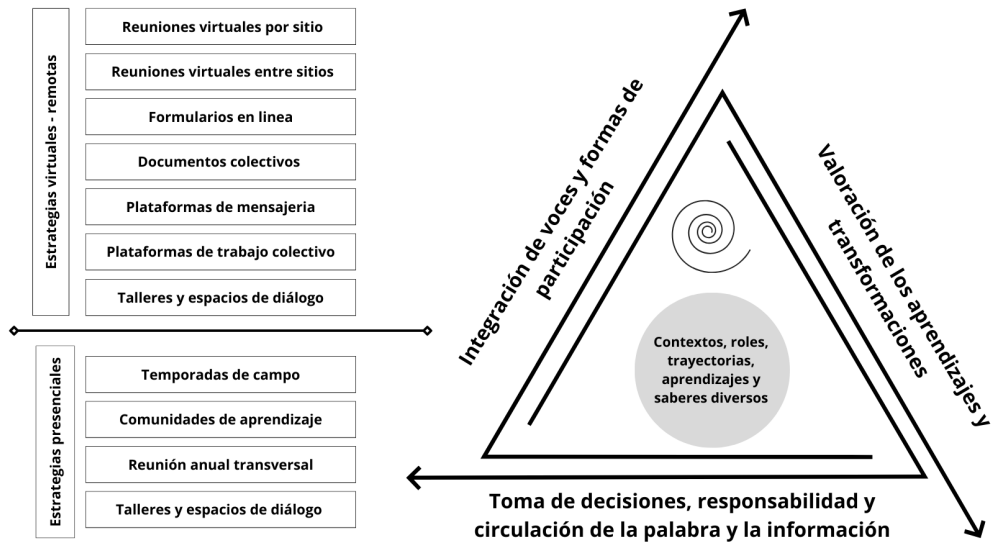 Estrategias virtuales - remotas
Reuniones virtuales por sitio
Reuniones virtuales entre sitios
Formularios en linea
Documentos colectivos
Plataformas de mensajeria
Plataformas de trabajo colectivo
Talleres y espacios de diálogo
Estrategias presenciales
Temporadas de campo
Comunidades de aprendizaje
Reunión anual transversal
Talleres y espacios de diálogo
Integración de voces y formas de
participación
Valoración de los aprendizajes y
transformaciones
Contextos, roles,
trayectorias,
aprendizajes y
saberes diversos
Toma de decisiones, responsabilidad y
circulación de la palabra y la información